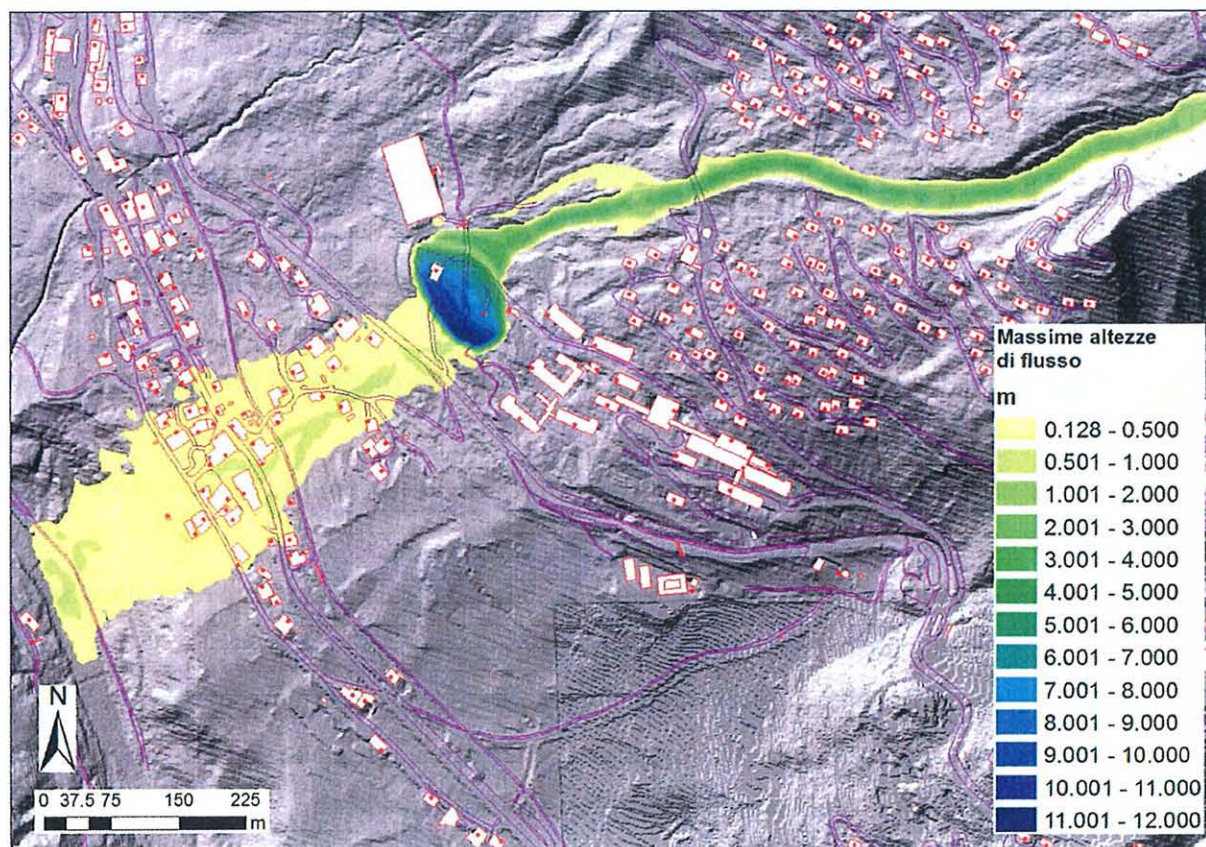 Massime altezze
di flusso
m
0.128 - 0.500
0.501 - 1.000
1.001 - 2.000
2.001 - 3.000
3.001 - 4.000
4.001 - 5.000
5.001 - 6.000
6.001 - 7.000
7.001 - 8.000
8.001 - 9.000
9.001 - 10.000
10.001 - 11.000
11.001 - 12.000
N
0 37.5 75 150 225
m